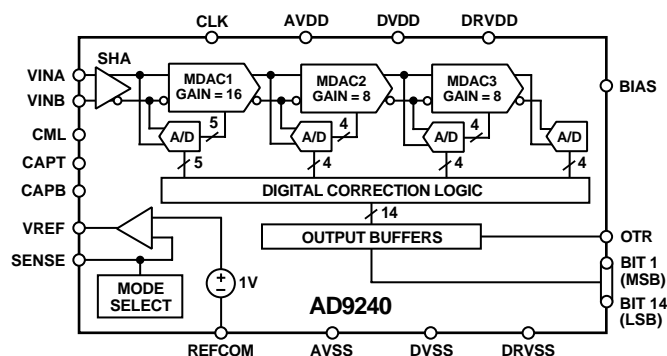 CLK AVDD DVDD DRVDD
SHA
VINA
VINB
MDAC1
GAIN = 16
MDAC2
GAIN = 8
MDAC3
GAIN = 8
BIAS
CML
CAPT
CAPB
A/D 5
A/D 4
A/D 4
A/D
5 4 4 4
DIGITAL CORRECTION LOGIC
14
VREF
OUTPUT BUFFERS
OTR
SENSE
MODE
SELECT
1V
BIT 1
(MSB)
AD9240
BIT 14
(LSB)
REFCOM AVSS DVSS DRVSS